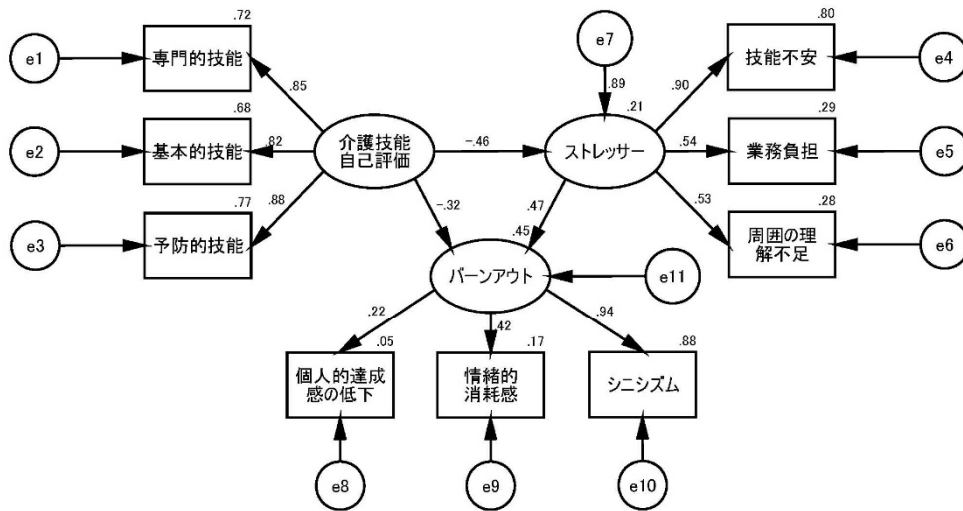 .72
.80
e1
専門的技能
e7
技能不安
e4
.85
.89
.90
.68
.21
.29
e2
基本的技能
.82
介護技能
自己評価
-.46
ストレッサー
.54
業務負担
e5
.77
.88
-.32
.47
.53
.28
e3
予防的技能
.45
周囲の理
解不足
e6
バーンアウト
e11
.22
.42
.94
.05
.17
.88
個人的達成
感の低下
情緒的
消耗感
シニシズム
e8
e9
e10